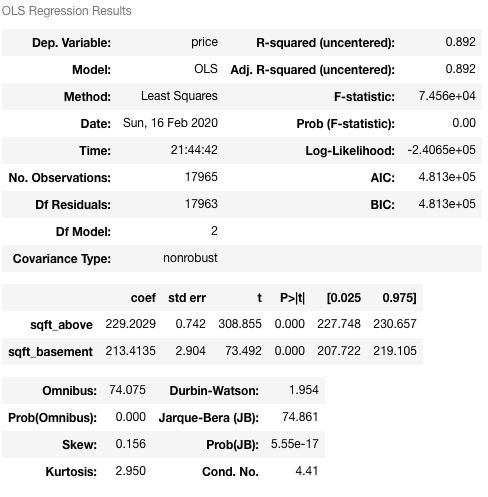 OLS Regression Results
Dep. Variable: price R-squared (uncentered): 0.892
Model: OLS Adj. R-squared (uncentered): 0.892
Method: Least Squares F-statistic: 7.456e+04
Date: Sun, 16 Feb 2020 Prob (F-statistic): 0.00
Time: 21:44:42 Log-Likelihood: -2.4065e+05
No. Observations: 17965 AIC: 4.813e+05
Df Residuals: 17963 BIC: 4.813e+05
Df Model: 2
Covariance Type: nonrobust
coef std err t P>|t| [0.025 0.975]
sqft_above 229.2029 0.742 308.855 0.000 227.748 230.657
sqft_basement 213.4135 2.904 73.492 0.000 207.722 219.105
Omnibus: 74.075 Durbin-Watson: 1.954
Prob(Omnibus): 0.000 Jarque-Bera (JB): 74.861
Skew: 0.156 Prob(JB): 5.55e-17
Kurtosis: 2.950 Cond. No. 4.41